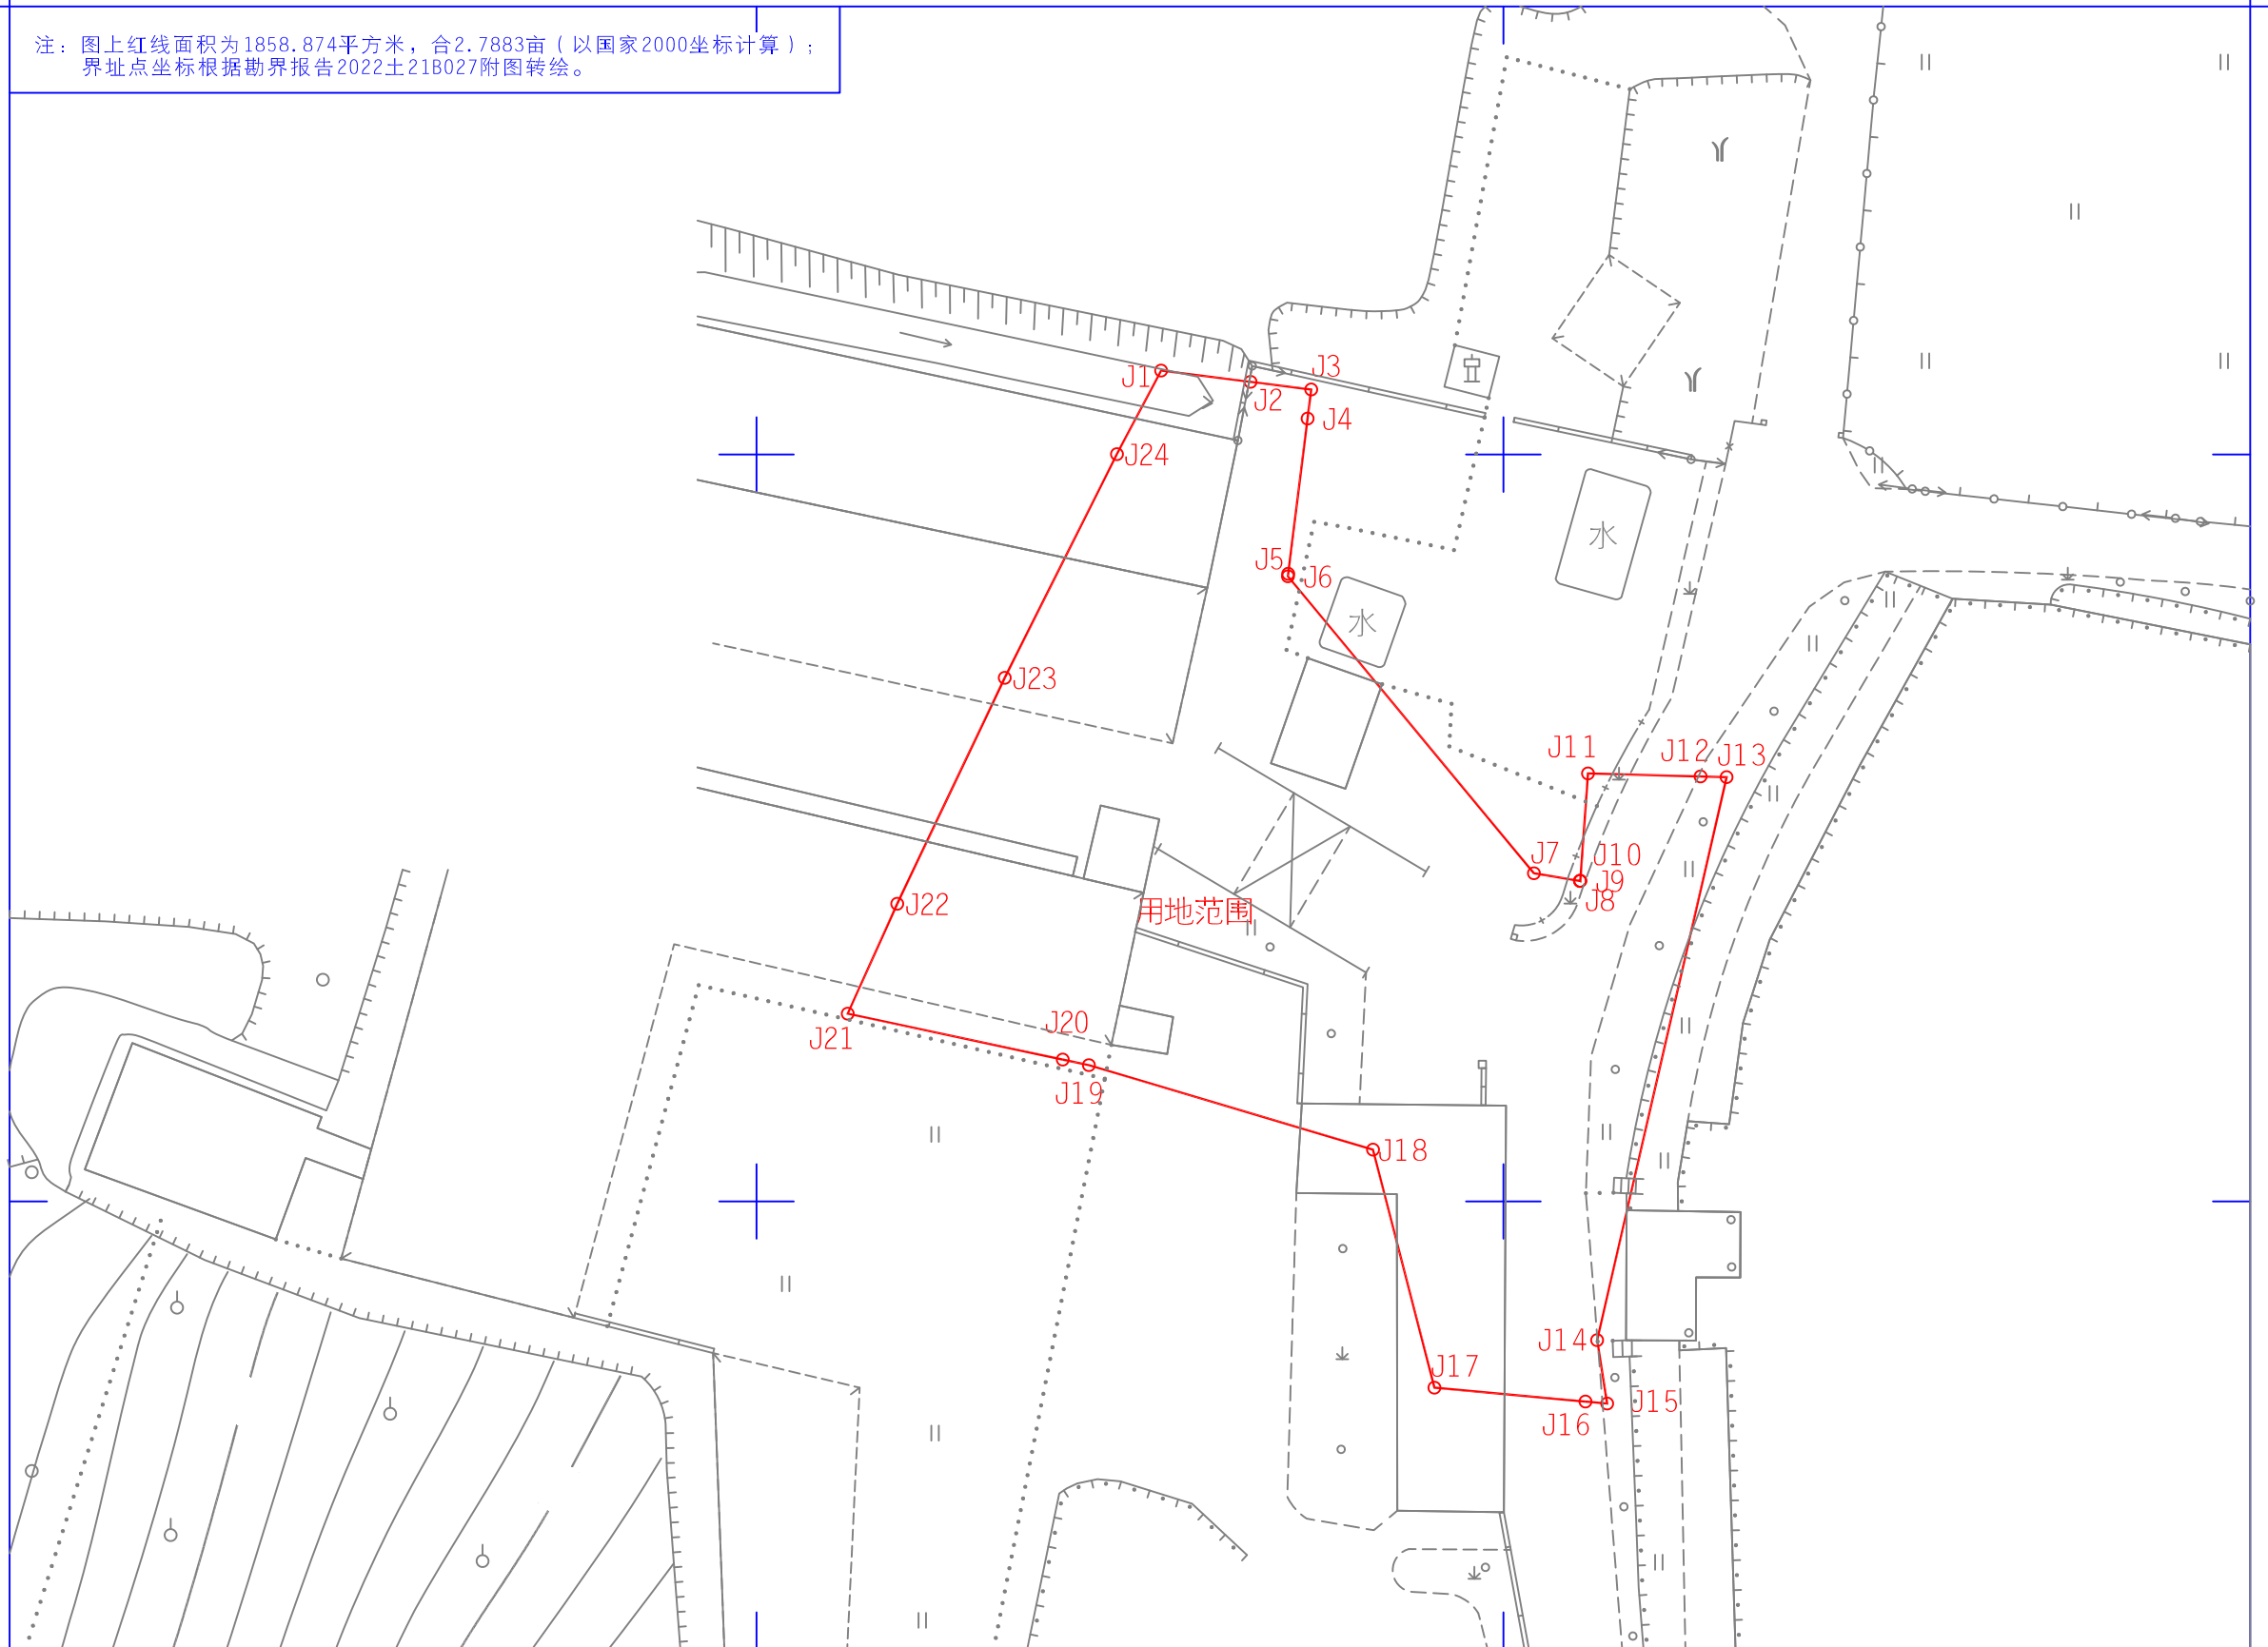 注：图上红线面积为1858.874平方米，合2.7883亩（以国家2000坐标计算）；
界址点坐标根据勘界报告2022土21B027附图转绘。
J1
J2
J3
J4
J24
水
J5
J6
水
J23
J11
J12
J13
J7
J10
J9
J8
J22
用地范围
J21
J20
J19
J18
J14
J17
J15
J16